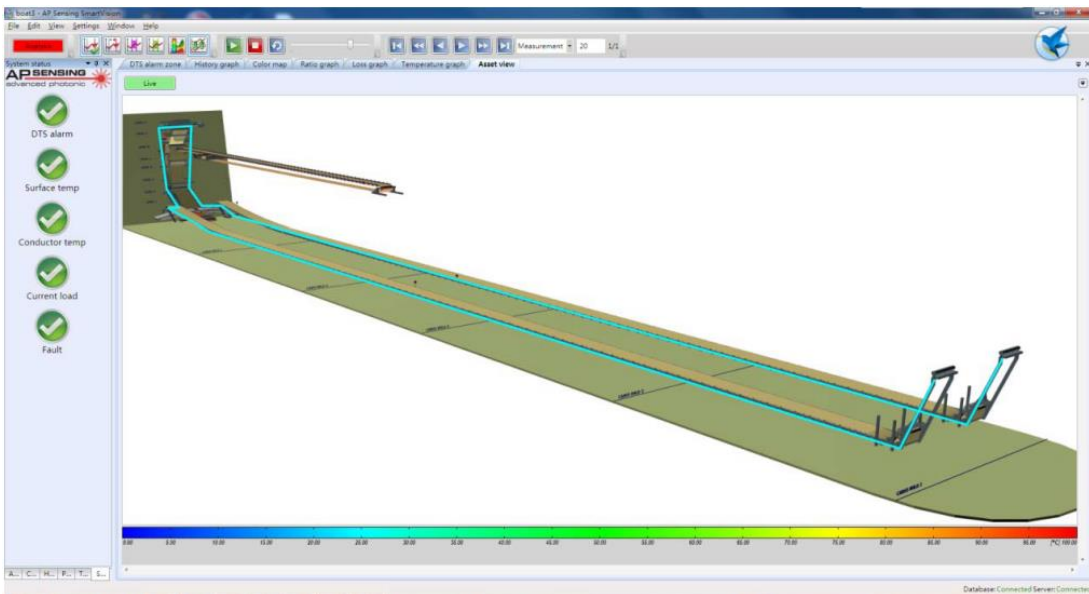 boat3 - AP Sensing SmartVision
File Edit View Settings Window Help
Measurement 20 1/1
System status
AP SENSING
advanced photonic
DTS alarm
Surface temp
Conductor temp
Current load
Fault
DTS alarm zone History graph Color map Ratio graph Loss graph Temperature graph Asset view
Live
0.00 5.00 10.00 15.00 20.00 25.00 30.00 35.00 40.00 45.00 50.00 55.00 60.00 65.00 70.00 75.00 80.00 85.00 90.00 95.00 [°C] 100.00
A... C... H... P... T... S...
Database: Connected Server: Connected